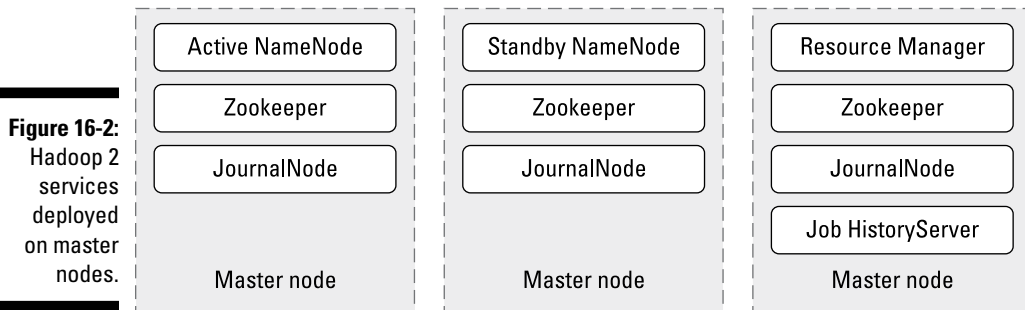 Figure 16-2:
Hadoop 2
services
deployed
on master
nodes.
Active NameNode
Zookeeper
JournalNode
Master node
Standby NameNode
Zookeeper
JournalNode
Master node
Resource Manager
Zookeeper
JournalNode
Job HistoryServer
Master node